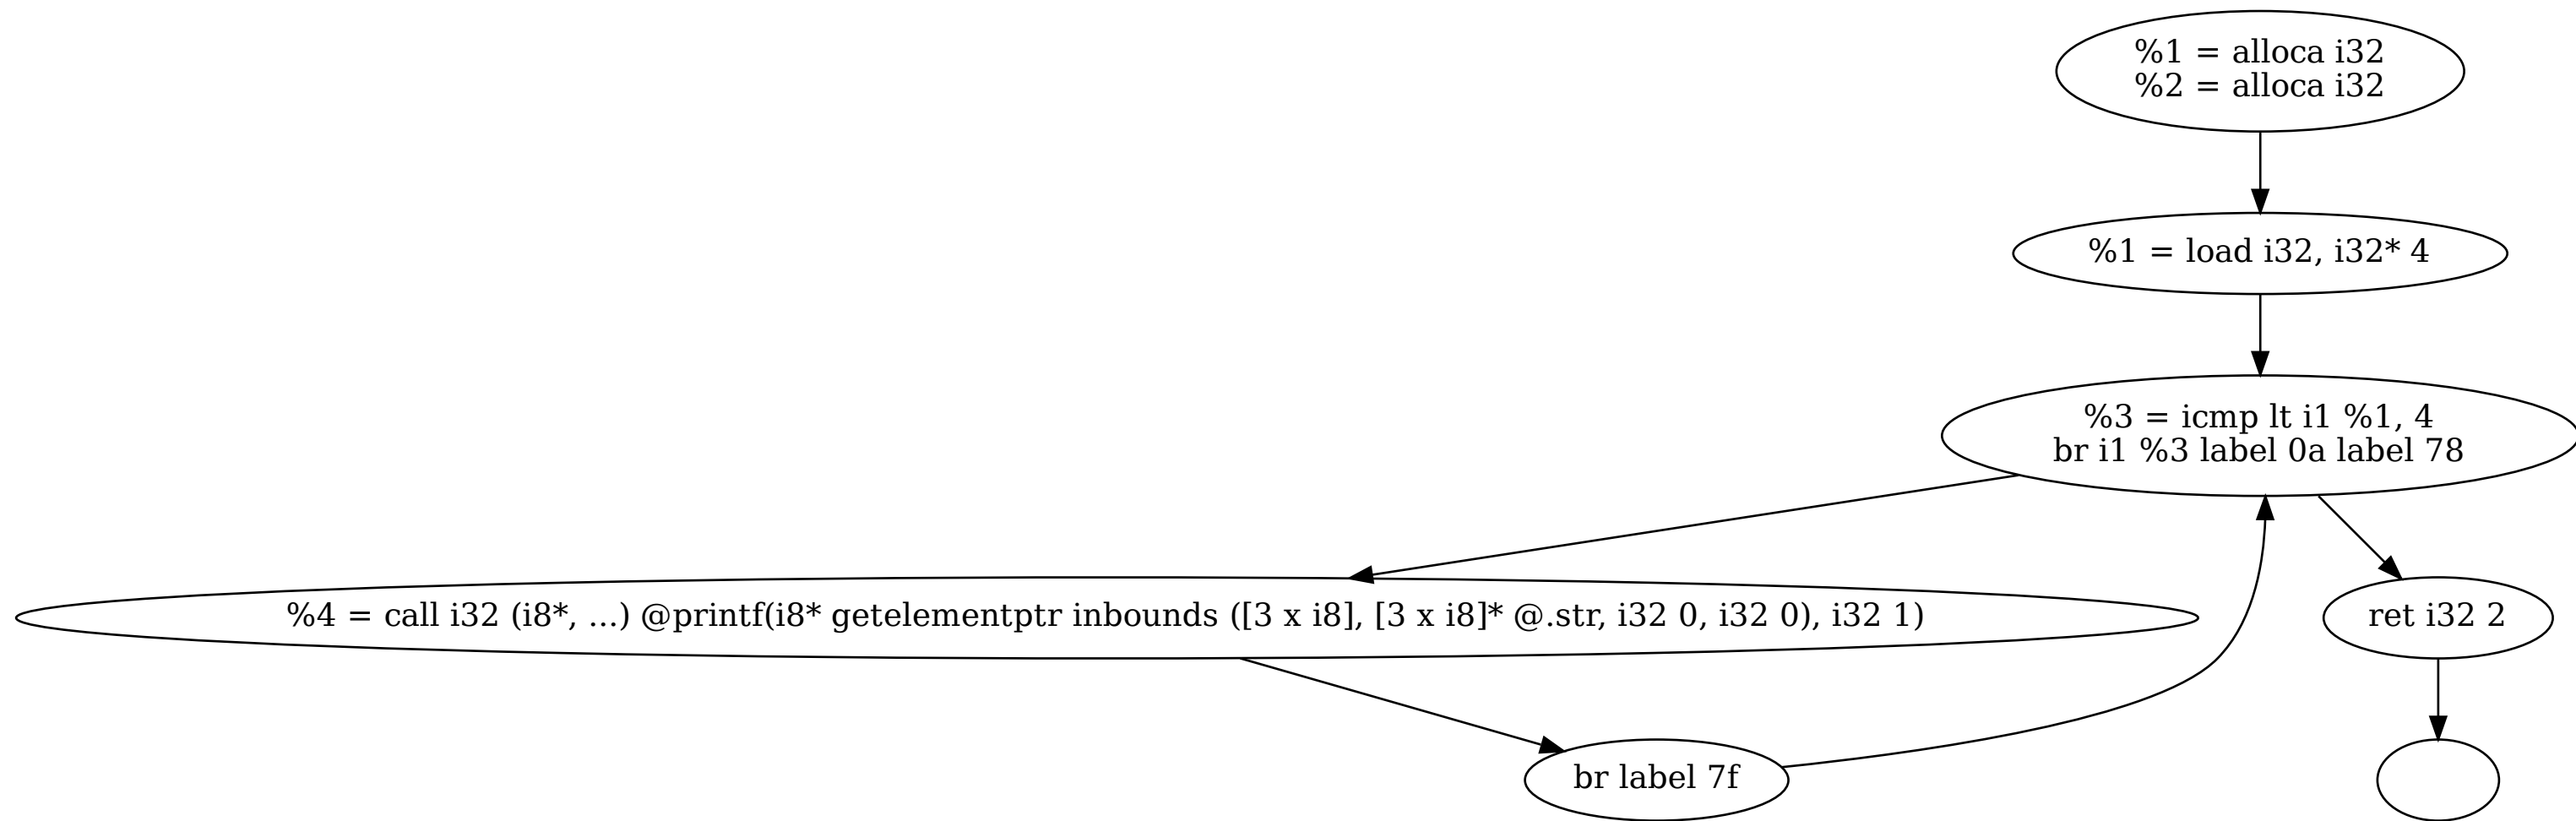 %1 = alloca i32
%2 = alloca i32
%1 = load i32, i32* 4
%3 = icmp lt i1 %1, 4
br i1 %3 label 0a label 78
%4 = call i32 (i8*, ...) @printf(i8* getelementptr inbounds ([3 x i8], [3 x i8]* @.str, i32 0, i32 0), i32 1)
ret i32 2
br label 7f